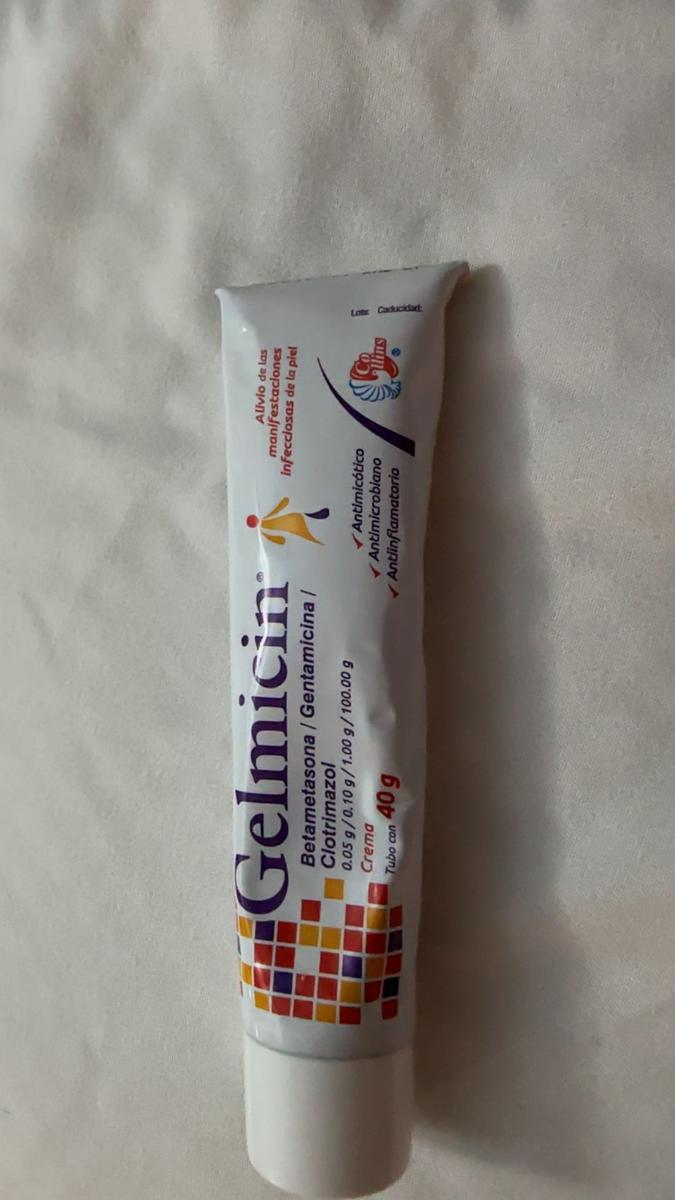 Gelmicin®
Betametasona / Gentamicina /
Clotrimazol
0.05 g / 0.10 g / 1.00 g / 100.00 g
Crema
Tubo con 40 g
Alivio de las
manifestaciones
infecciosas de la piel
✓ Antimicótico
✓ Antimicrobiano
✓ Antiinflamatorio
Collins®
Lote: Caducidad: